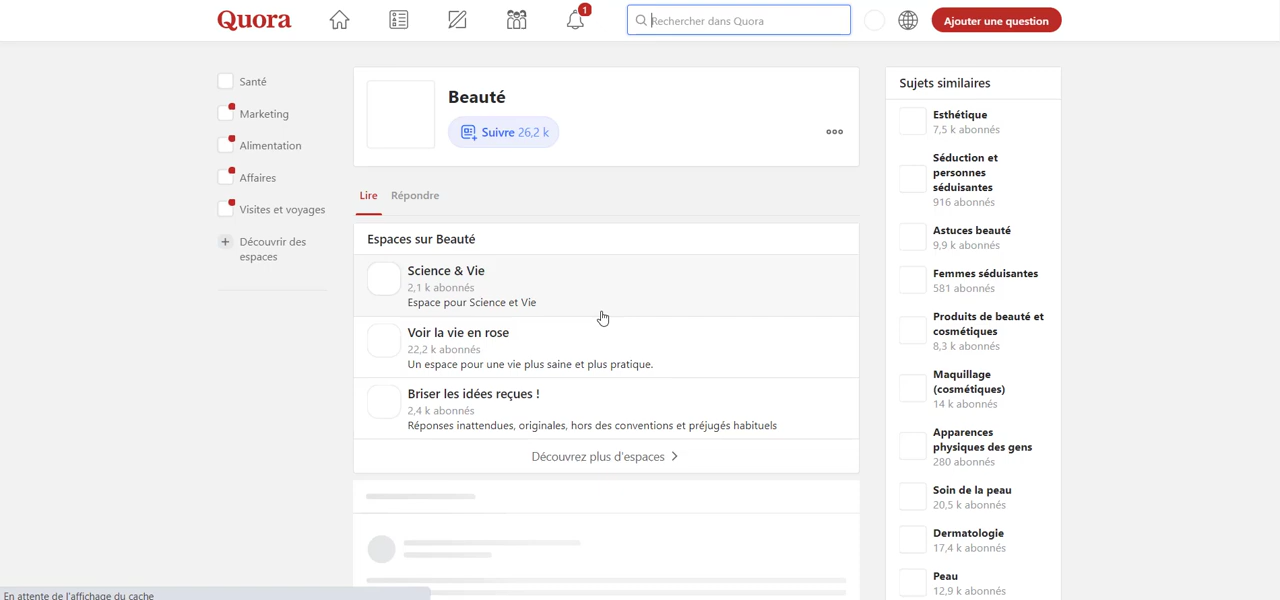 Quora
1
Rechercher dans Quora
Ajouter une question
Santé
Marketing
Alimentation
Affaires
Visites et voyages
+ Découvrir des
espaces
Beauté
Suivre 26,2 k
Lire Répondre
Espaces sur Beauté
Science & Vie
2,1 k abonnés
Espace pour Science et Vie
Voir la vie en rose
22,2 k abonnés
Un espace pour une vie plus saine et plus pratique.
Briser les idées reçues !
2,4 k abonnés
Réponses inattendues, originales, hors des conventions et préjugés habituels
Découvrez plus d'espaces
Sujets similaires
Esthétique
7,5 k abonnés
Séduction et
personnes
séduisantes
916 abonnés
Astuces beauté
9,9 k abonnés
Femmes séduisantes
581 abonnés
Produits de beauté et
cosmétiques
8,3 k abonnés
Maquillage
(cosmétiques)
14 k abonnés
Apparences
physiques des gens
280 abonnés
Soin de la peau
20,5 k abonnés
Dermatologie
17,4 k abonnés
Peau
12,9 k abonnés
En attente de l'affichage du cache